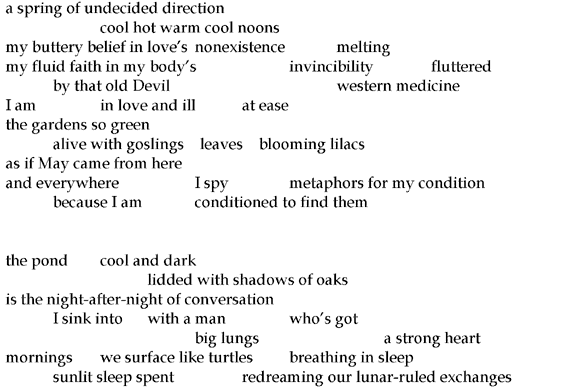 a spring of undecided direction
cool hot warm cool noons
my buttery belief in love's nonexistence melting
my fluid faith in my body's invincibility fluttered
by that old Devil western medicine
I am in love and ill at ease
the gardens so green
alive with goslings leaves blooming lilacs
as if May came from here
and everywhere I spy metaphors for my condition
because I am conditioned to find them
the pond cool and dark
lidded with shadows of oaks
is the night-after-night of conversation
I sink into with a man who's got
big lungs a strong heart
mornings we surface like turtles breathing in sleep
sunlit sleep spent redreaming our lunar-ruled exchanges